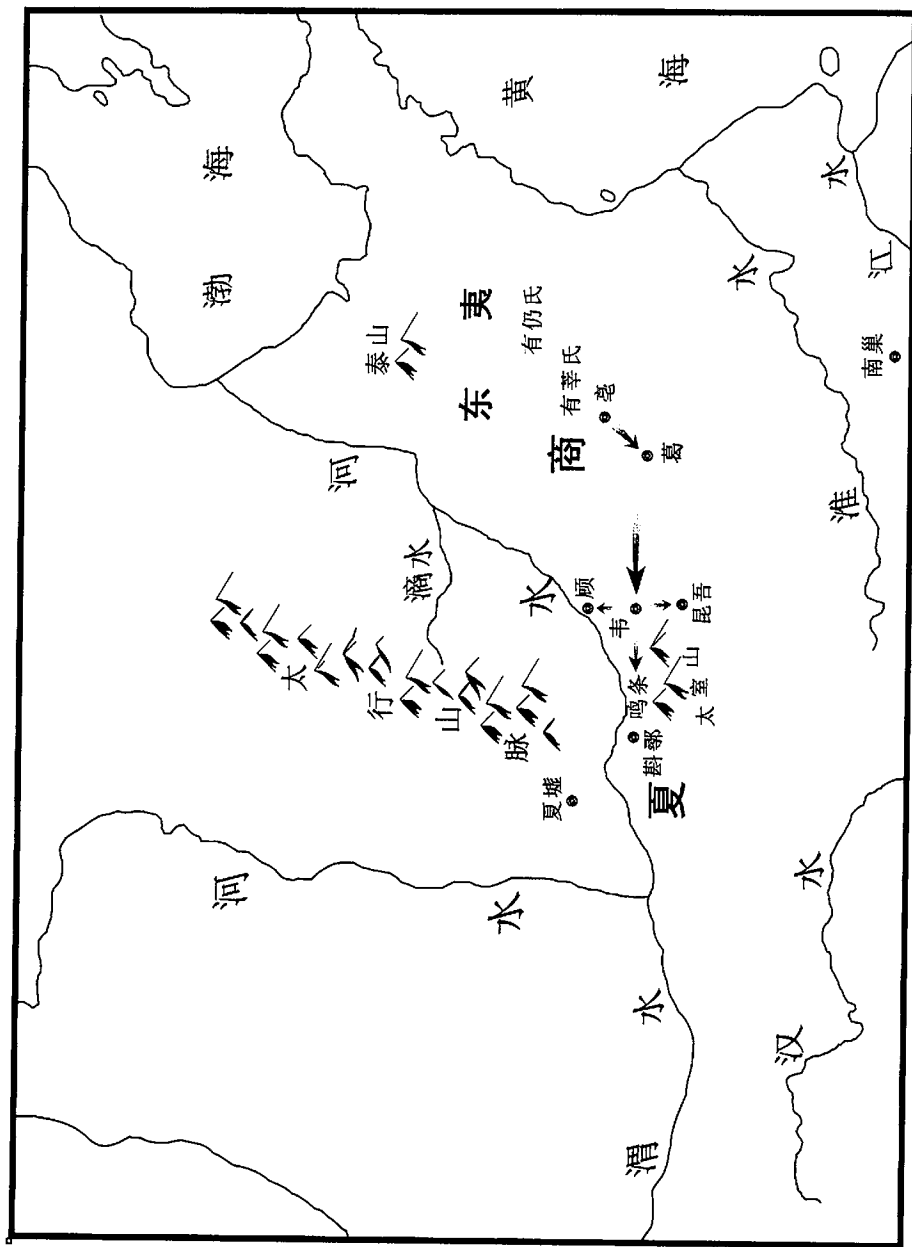 渤海
黄海
泰山
东夷
有仍氏
有莘氏
亳
商
葛
河水
滴水
太行山脉
顾
韦
昆吾
鸣条
太室山
斟鄩
夏
夏墟
河水
渭水
汉水
淮水
江水
南巢